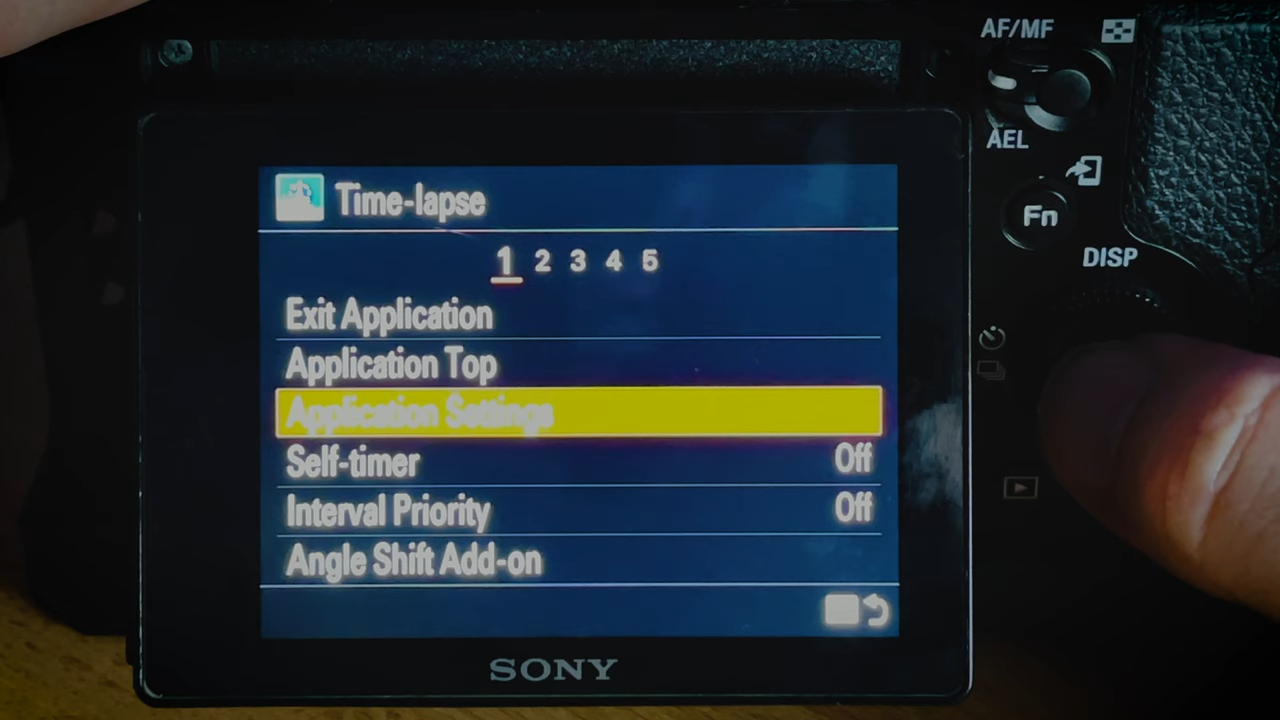 AF/MF
AEL
Fn
DISP
Time-lapse
1 2 3 4 5
Exit Application
Application Top
Application Settings
Self-timer Off
Interval Priority Off
Angle Shift Add-on
SONY